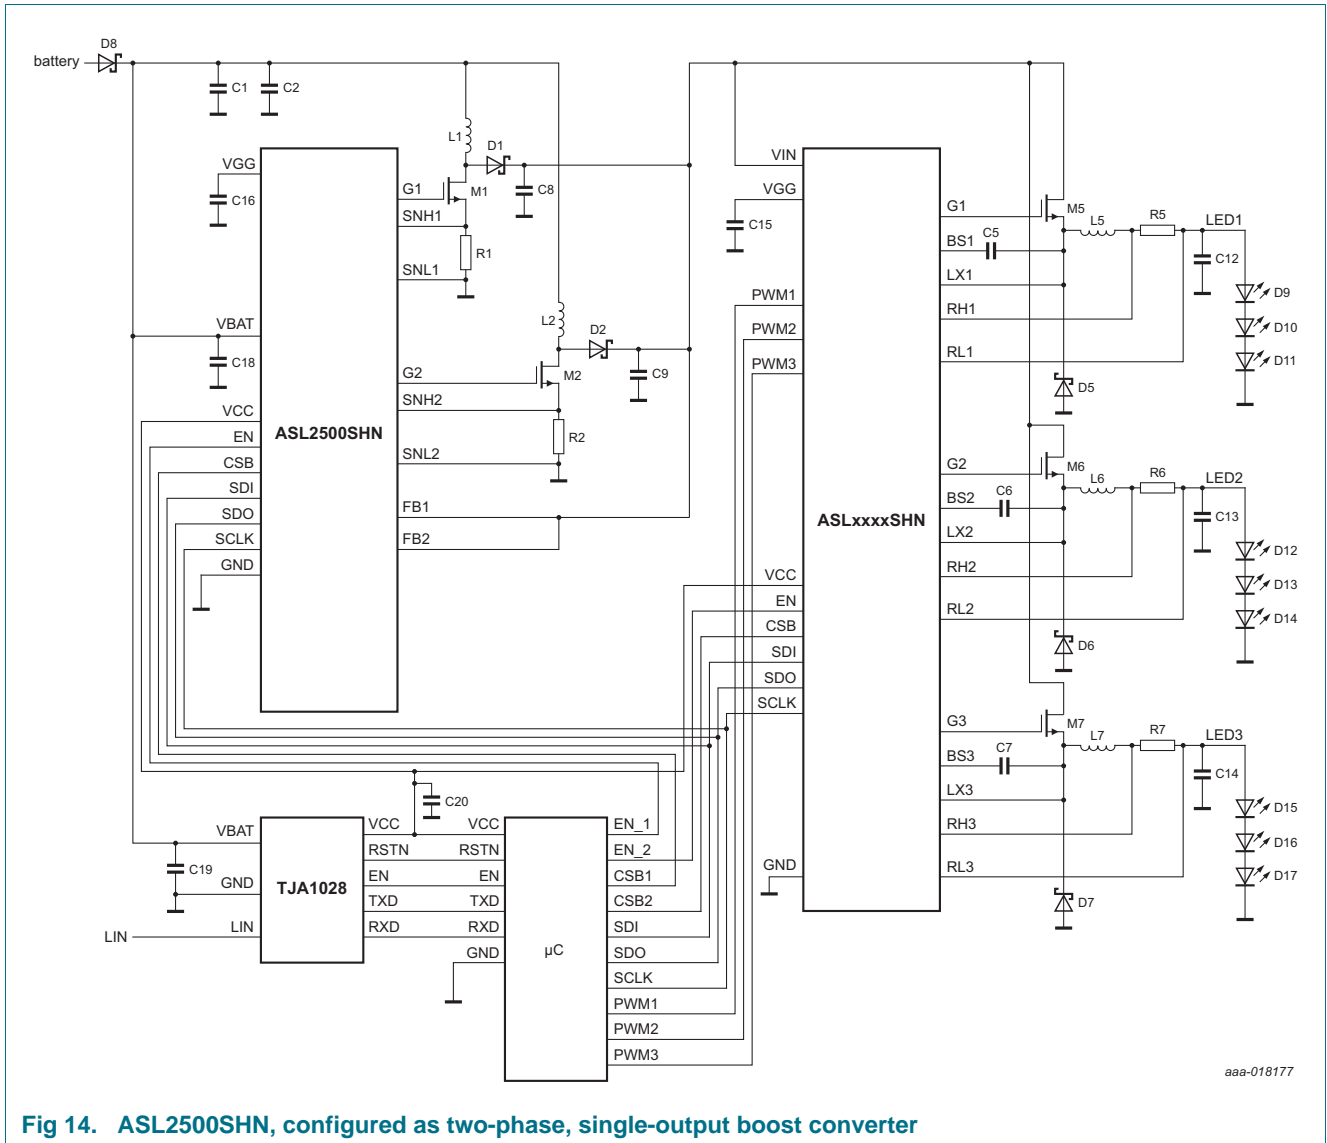 D8
battery
C1
C2
L1
D1
VGG
C16
G1
M1
C8
SNH1
R1
SNL1
L2
D2
VBAT
C18
G2
M2
C9
SNH2
R2
SNL2
VCC
EN
CSB
SDI
SDO
SCLK
GND
ASL2500SHN
FB1
FB2
VIN
VGG
C15
PWM1
PWM2
PWM3
ASLxxxxSHN
VCC
EN
CSB
SDI
SDO
SCLK
GND
G1
M5
BS1
C5
L5
R5
LED1
C12
LX1
RH1
RL1
D9
D10
D11
D5
G2
M6
BS2
C6
L6
R6
LED2
C13
LX2
RH2
RL2
D12
D13
D14
D6
G3
M7
BS3
C7
L7
R7
LED3
C14
LX3
RH3
RL3
D15
D16
D17
D7
C20
VBAT
C19
GND
LIN
LIN
TJA1028
VCC
RSTN
EN
TXD
RXD
VCC
RSTN
EN
TXD
RXD
GND
µC
EN_1
EN_2
CSB1
CSB2
SDI
SDO
SCLK
PWM1
PWM2
PWM3
aaa-018177
Fig 14. ASL2500SHN, configured as two-phase, single-output boost converter